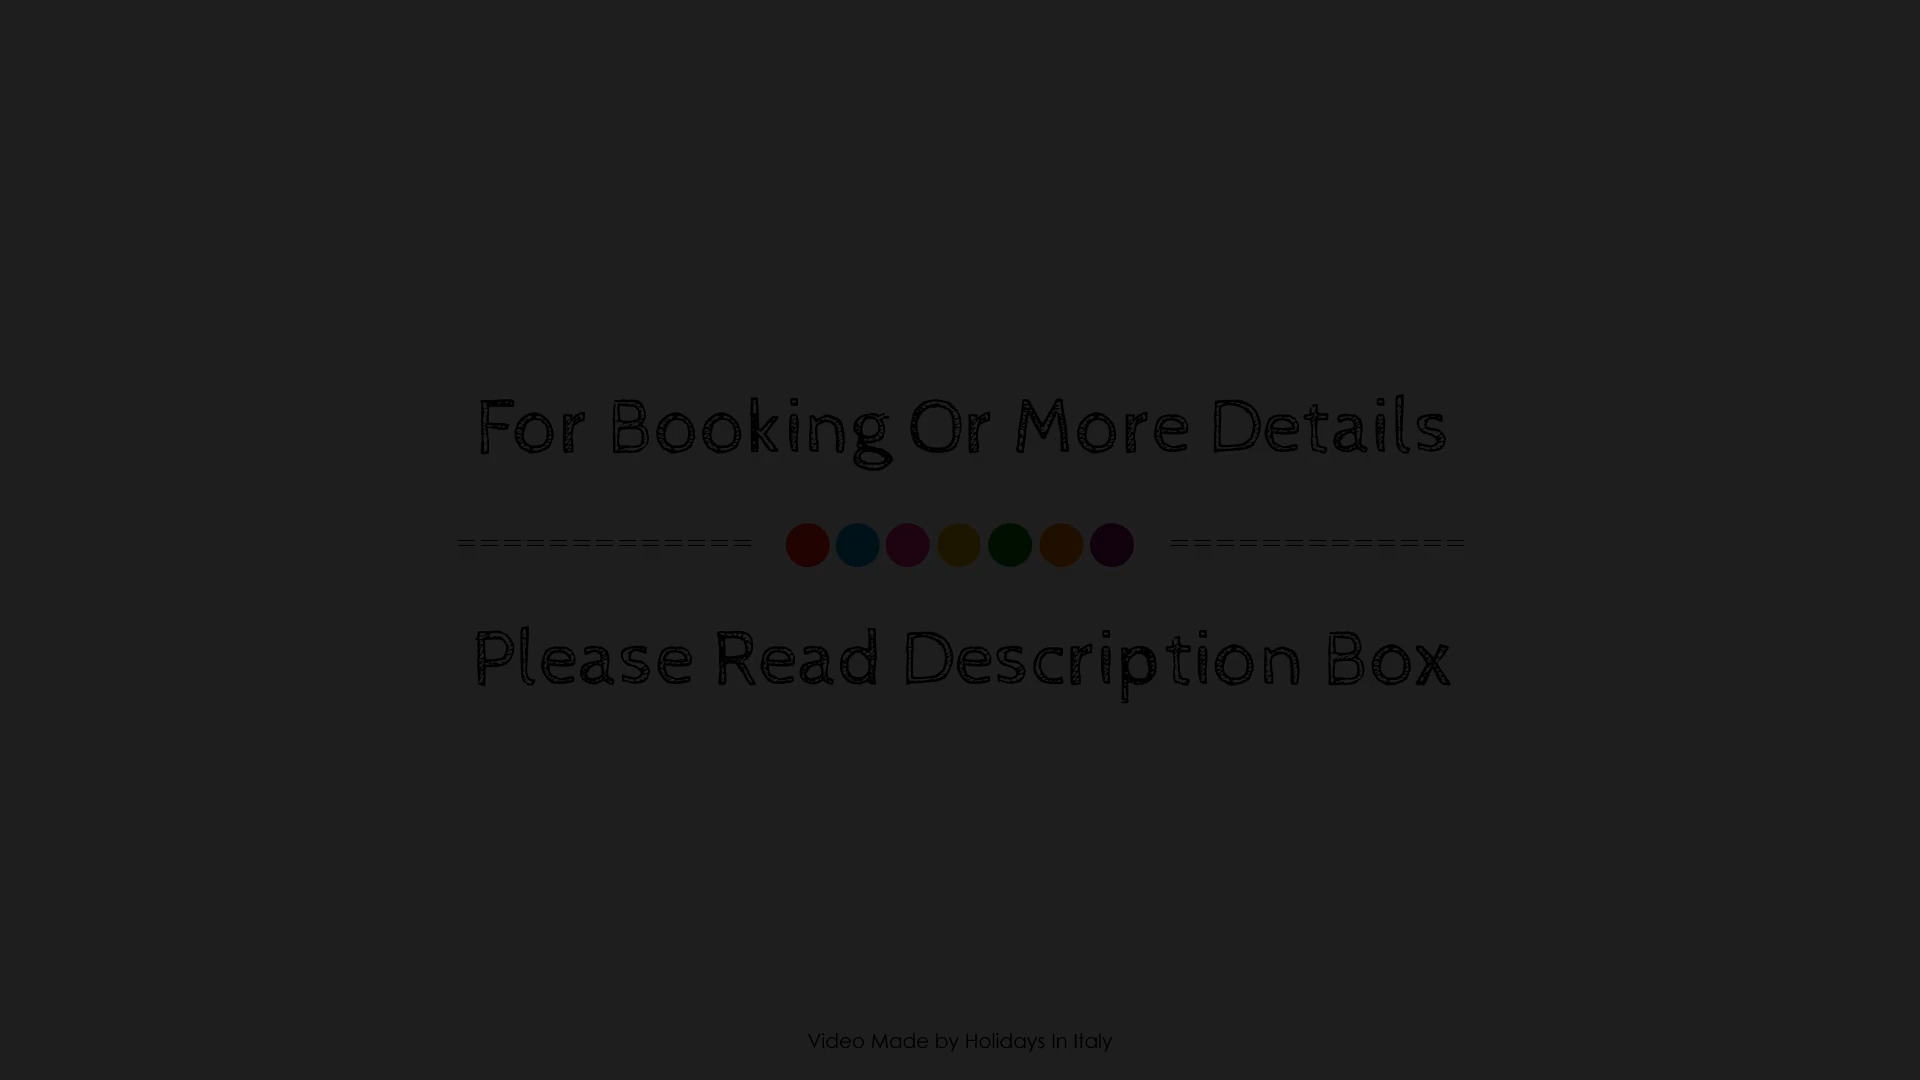 For Booking Or More Details
============= =============
Please Read Description Box
Video Made by Holidays In Italy